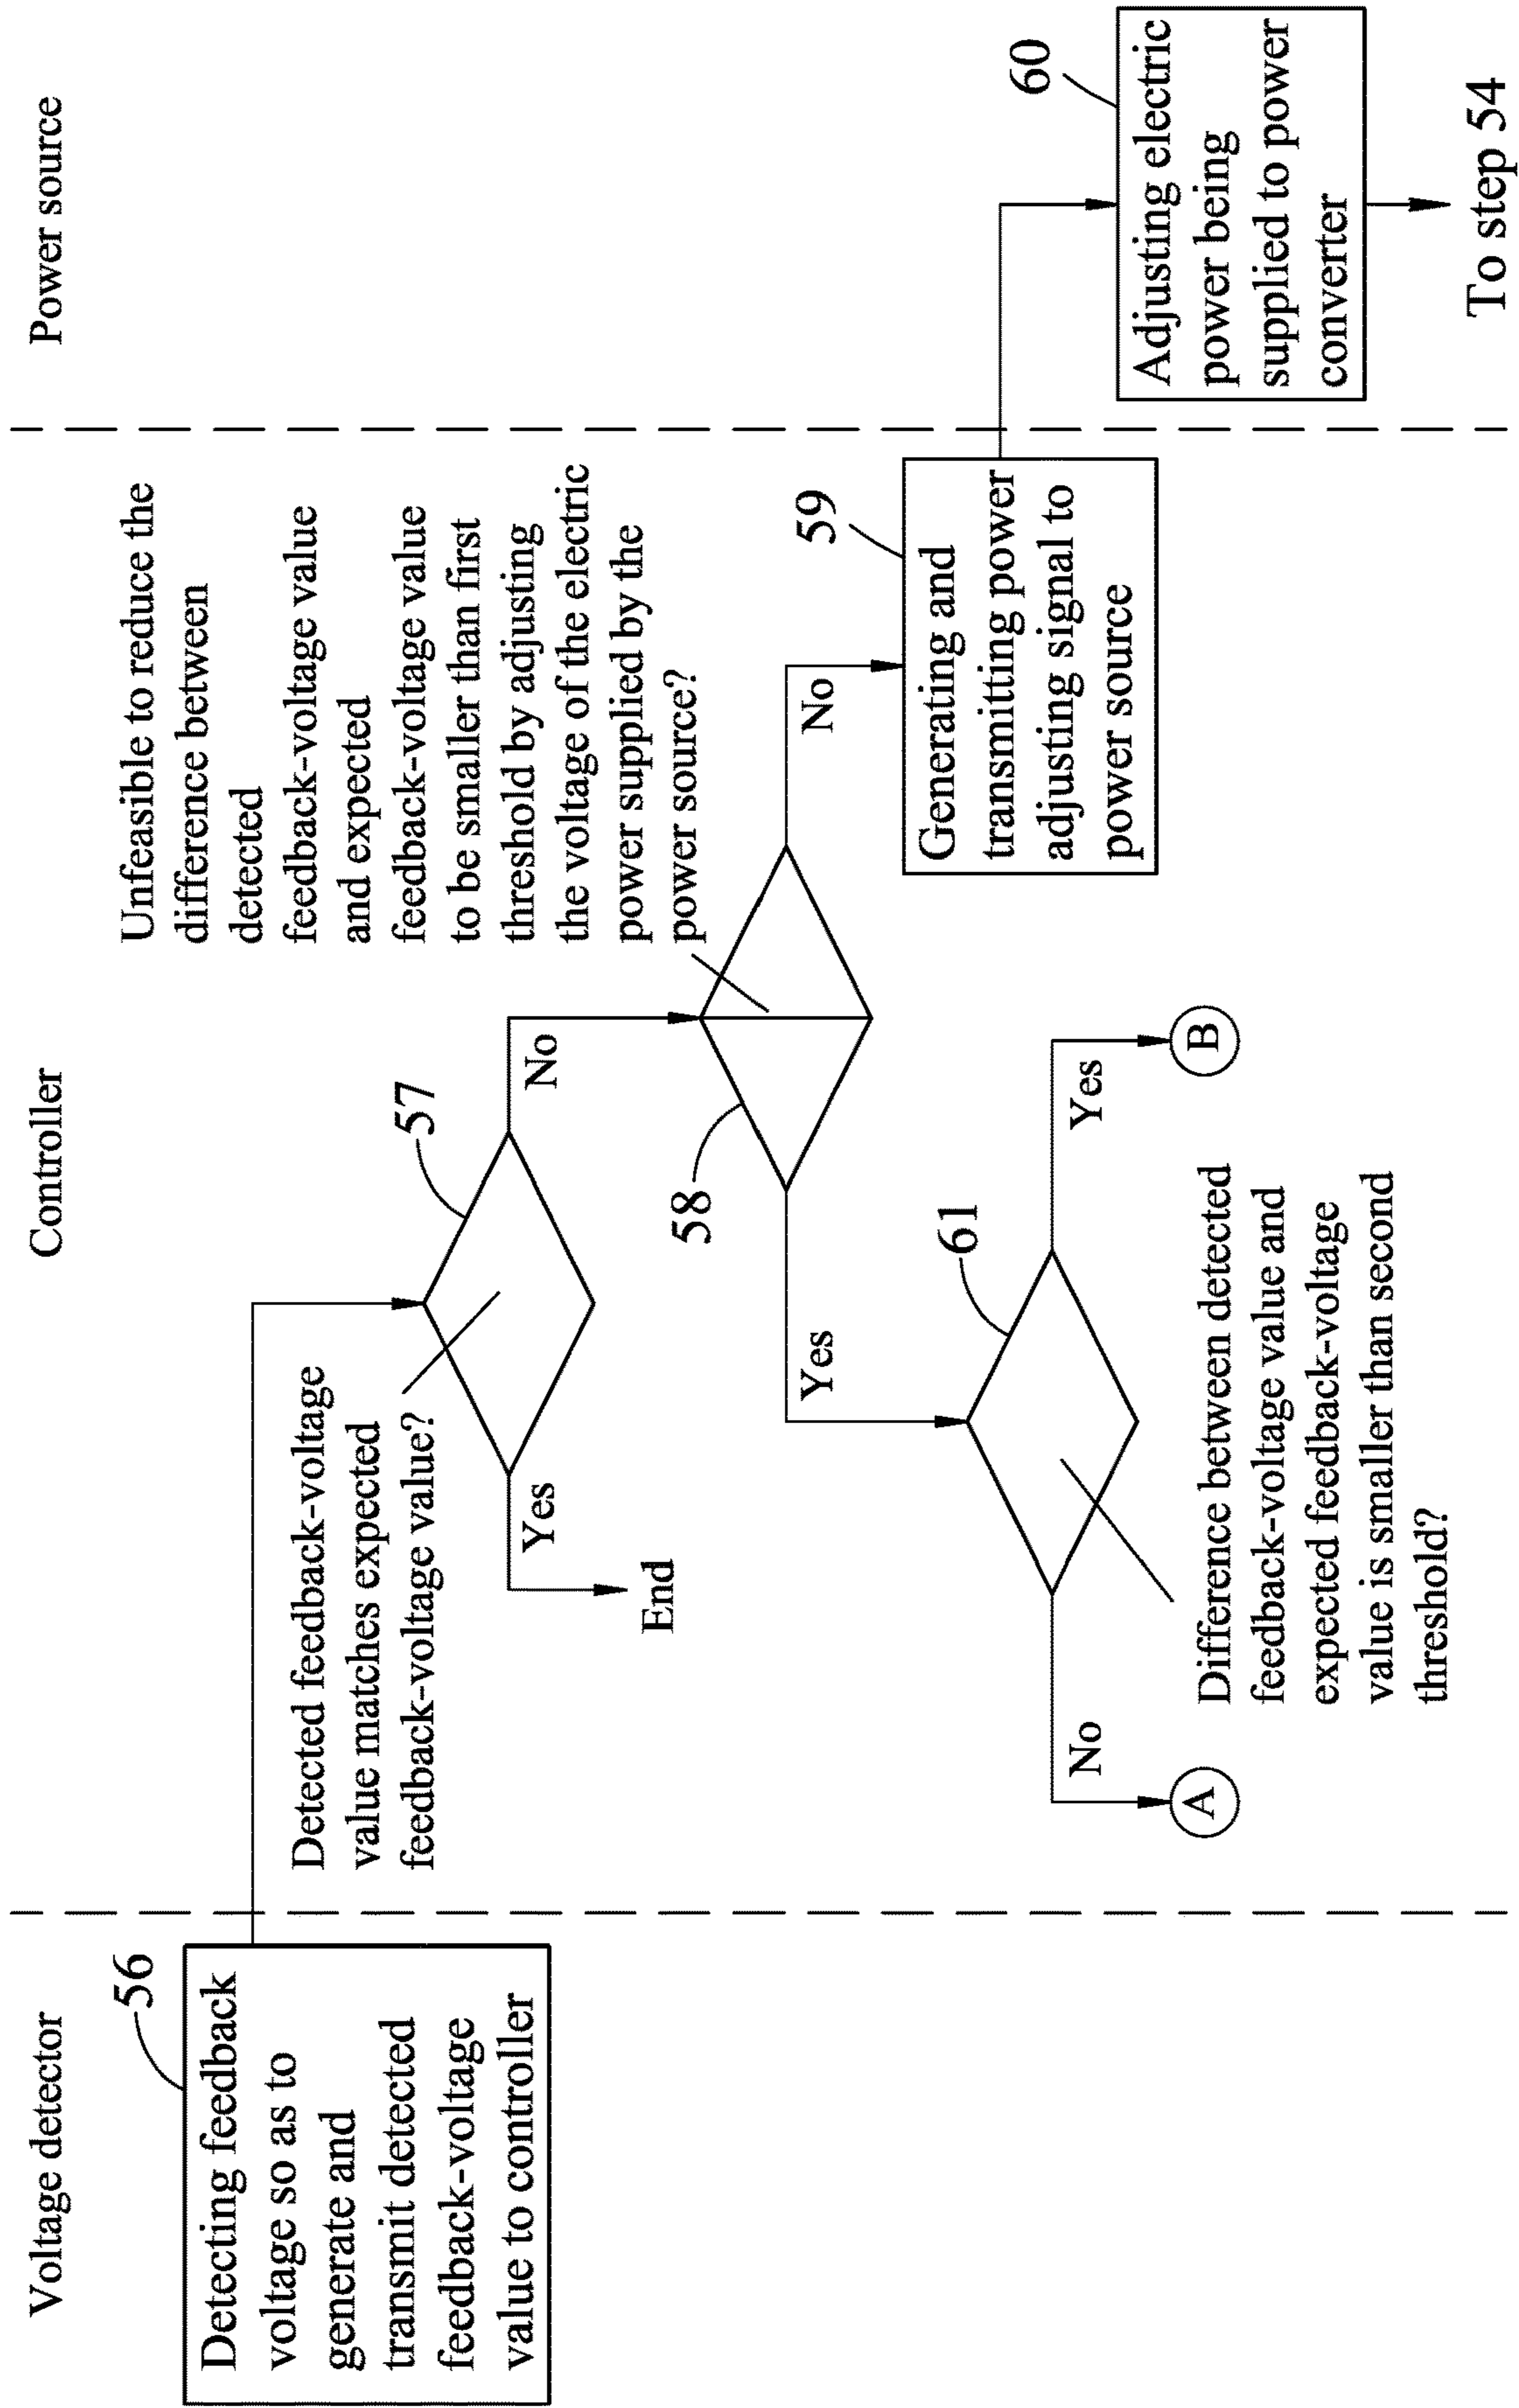 Voltage detector
Controller
Power source
56
Detecting feedback
voltage so as to
generate and
transmit detected
feedback-voltage
value to controller
Detected feedback-voltage
value matches expected
feedback-voltage value?
57
Yes
End
No
Unfeasible to reduce the
difference between
detected
feedback-voltage value
and expected
feedback-voltage value
to be smaller than first
threshold by adjusting
the voltage of the electric
power supplied by the
power source?
58
Yes
No
59
Generating and
transmitting power
adjusting signal to
power source
60
Adjusting electric
power being
supplied to power
converter
To step 54
61
No
Yes
A
B
Difference between detected
feedback-voltage value and
expected feedback-voltage
value is smaller than second
threshold?